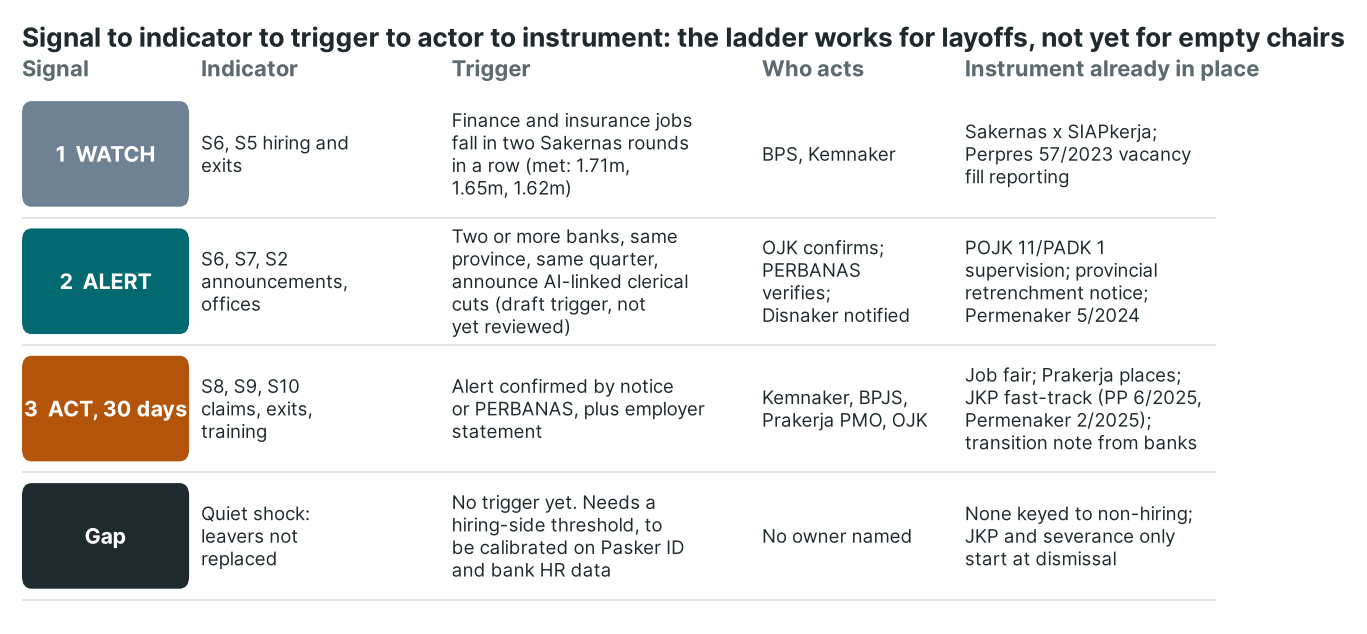 Signal to indicator to trigger to actor to instrument: the ladder works for layoffs, not yet for empty chairs
Signal
Indicator
Trigger
Who acts
Instrument already in place
1 WATCH
S6, S5 hiring and
exits
Finance and insurance jobs
fall in two Sakernas rounds
in a row (met: 1.71m,
1.65m, 1.62m)
BPS, Kemnaker
Sakernas x SIAPkerja;
Perpres 57/2023 vacancy
fill reporting
2 ALERT
S6, S7, S2
announcements,
offices
Two or more banks, same
province, same quarter,
announce AI-linked clerical
cuts (draft trigger, not
yet reviewed)
OJK confirms;
PERBANAS
verifies;
Disnaker notified
POJK 11/PADK 1
supervision; provincial
retrenchment notice;
Permenaker 5/2024
3 ACT, 30 days
S8, S9, S10
claims, exits,
training
Alert confirmed by notice
or PERBANAS, plus employer
statement
Kemnaker, BPJS,
Prakerja PMO, OJK
Job fair; Prakerja places;
JKP fast-track (PP 6/2025,
Permenaker 2/2025);
transition note from banks
Gap
Quiet shock:
leavers not
replaced
No trigger yet. Needs a
hiring-side threshold, to
be calibrated on Pasker ID
and bank HR data
No owner named
None keyed to non-hiring;
JKP and severance only
start at dismissal